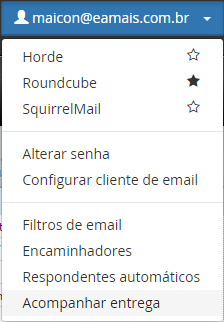 maicon@eamais.com.br
Horde
Roundcube
SquirrelMail
Alterar senha
Configurar cliente de email
Filtros de email
Encaminhadores
Respondentes automáticos
Acompanhar entrega